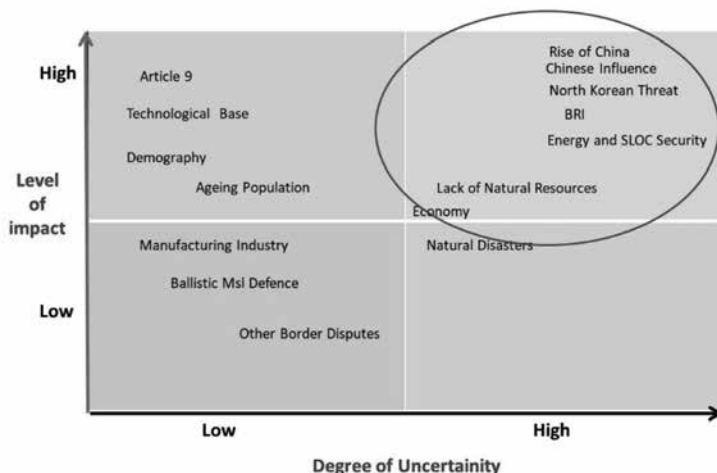 High
Article 9
Technological Base
Demography
Ageing Population
Rise of China
Chinese Influence
North Korean Threat
BRI
Energy and SLOC Security
Lack of Natural Resources
Economy
Level
of
impact
Manufacturing Industry
Natural Disasters
Ballistic Msl Defence
Low
Other Border Disputes
Low
High
Degree of Uncertainity